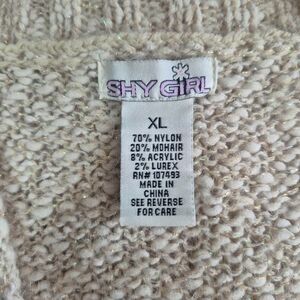 SHY GIRL
XL
70% NYLON
20% MOHAIR
8% ACRYLIC
2% LUREX
RN# 107493
MADE IN
CHINA
SEE REVERSE
FOR CARE